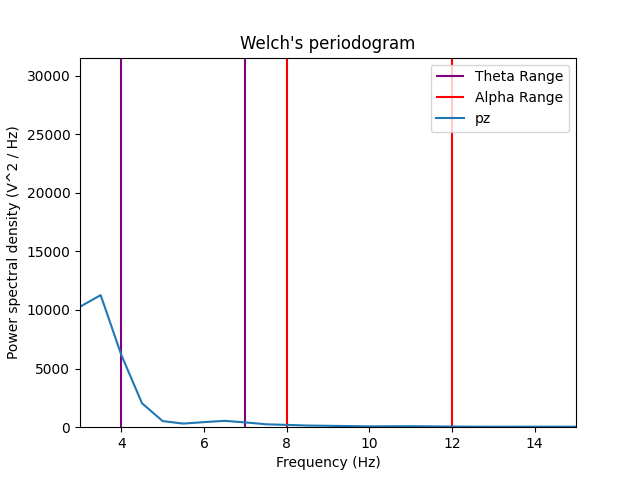 Welch's periodogram
Power spectral density (V^2 / Hz)
30000
25000
20000
15000
10000
5000
0
Theta Range
Alpha Range
pz
4
6
8
10
12
14
Frequency (Hz)